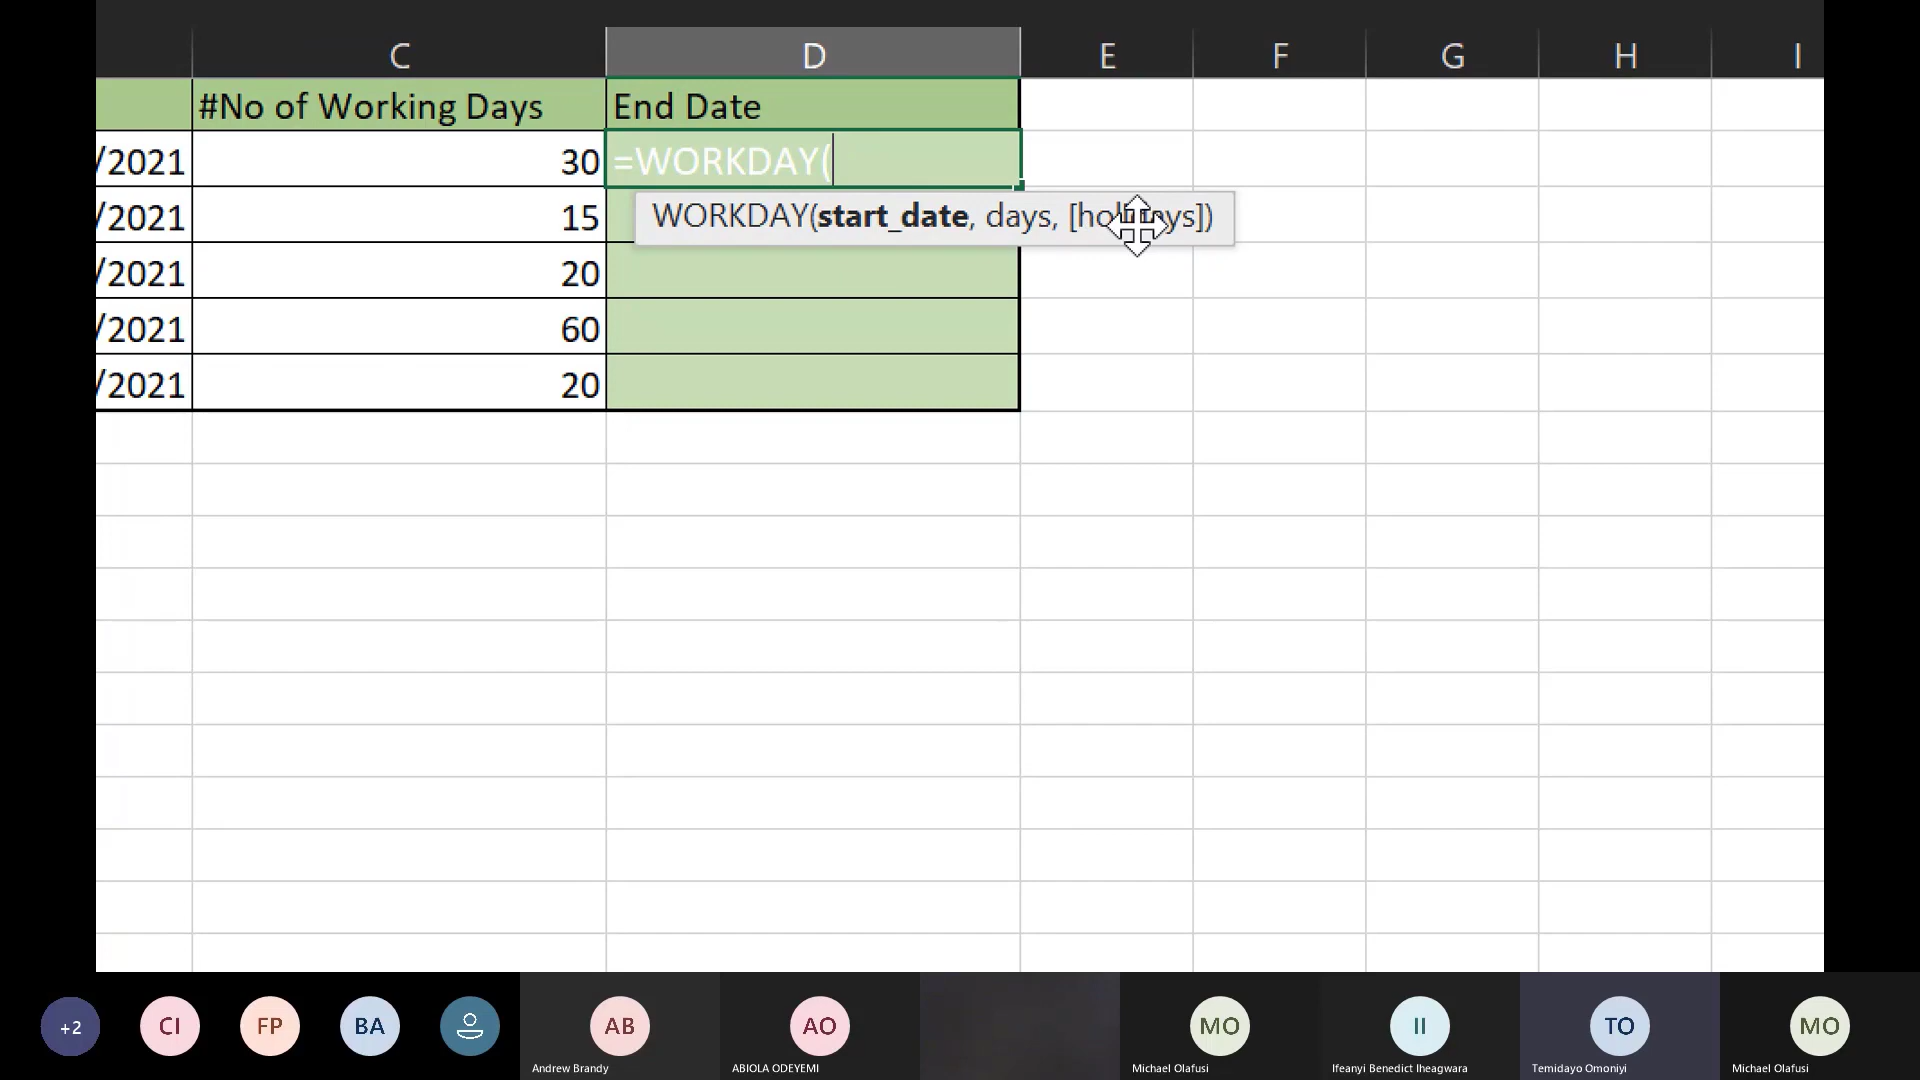 C D E F G H I
#No of Working Days End Date
/2021 30 =WORKDAY(
WORKDAY(start_date, days, [holidays])
/2021 15
/2021 20
/2021 60
/2021 20
+2 CI FP BA AB AO MO II TO MO
Andrew Brandy ABIOLA ODEYEMI Michael Olafusi Ifeanyi Benedict Iheagwara Temidayo Omoniyi Michael Olafusi